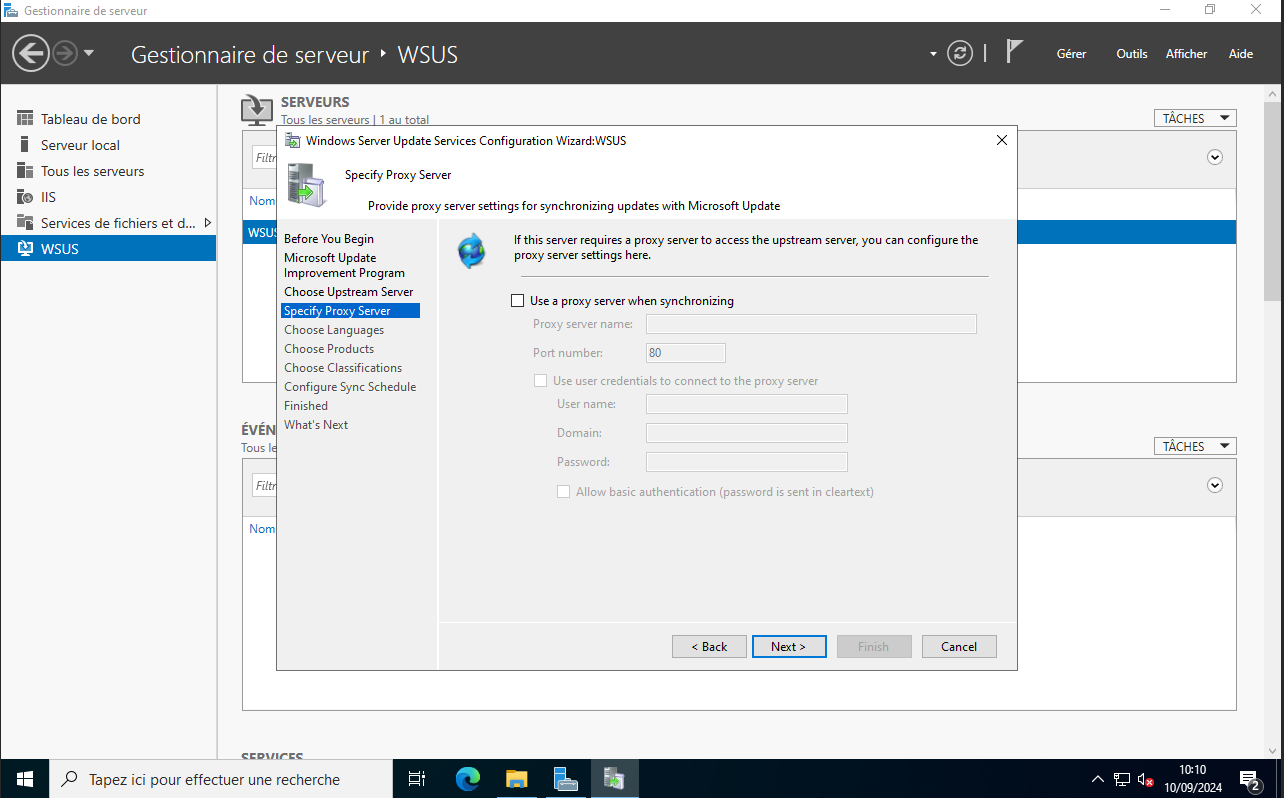 Gestionnaire de serveur
Gestionnaire de serveur ‣ WSUS
Gérer Outils Afficher Aide
Tableau de bord
Serveur local
Tous les serveurs
IIS
Services de fichiers et d...
WSUS
SERVEURS
Tous les serveurs | 1 au total
TÂCHES
Filtr
Nom
WSUS
Windows Server Update Services Configuration Wizard:WSUS
Specify Proxy Server
Provide proxy server settings for synchronizing updates with Microsoft Update
Before You Begin
Microsoft Update
Improvement Program
Choose Upstream Server
Specify Proxy Server
Choose Languages
Choose Products
Choose Classifications
Configure Sync Schedule
Finished
What's Next
If this server requires a proxy server to access the upstream server, you can configure the
proxy server settings here.
Use a proxy server when synchronizing
Proxy server name:
Port number: 80
Use user credentials to connect to the proxy server
User name:
Domain:
Password:
Allow basic authentication (password is sent in cleartext)
< Back Next > Finish Cancel
ÉVÉN
Tous le
TÂCHES
Filtr
Nom
SERVICES
Tapez ici pour effectuer une recherche
10:10
10/09/2024
2